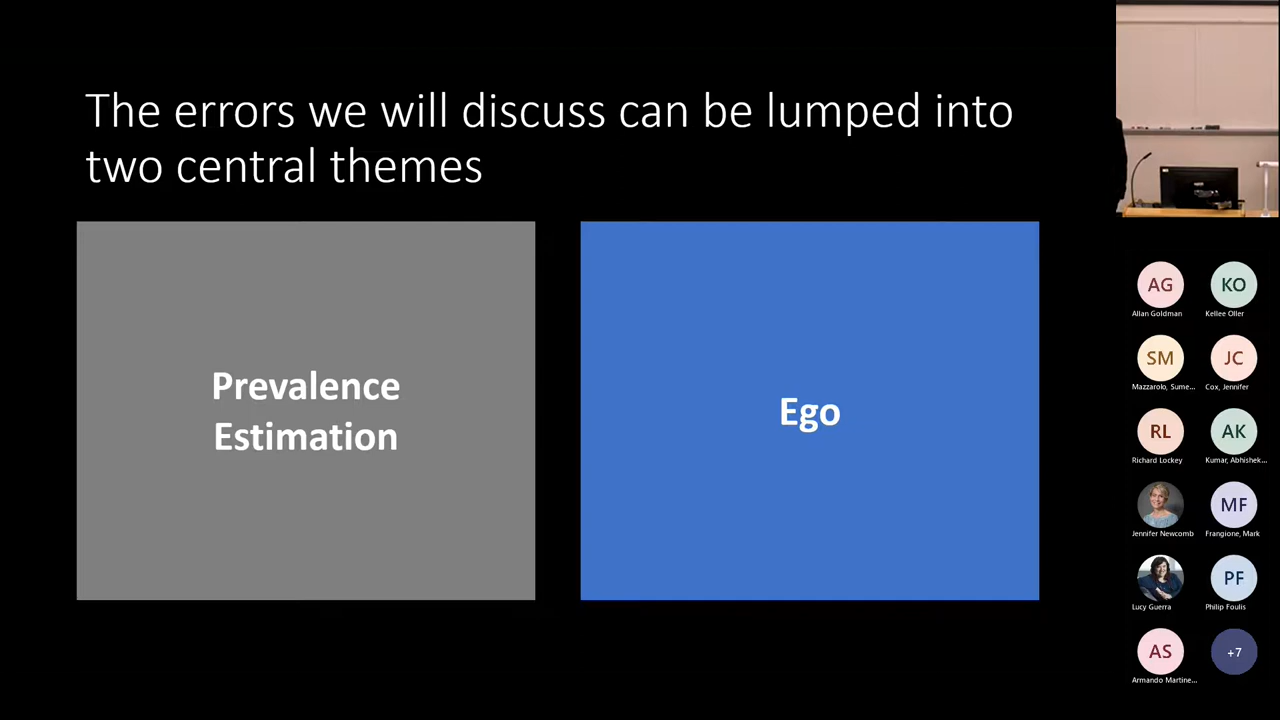 The errors we will discuss can be lumped into
two central themes
Prevalence
Estimation
Ego
AG
KO
Allan Goldman
Kellee Oller
SM
JC
Mazzarolo, Sume...
Cox, Jennifer
RL
AK
Richard Lockey
Kumar, Abhishek...
MF
Jennifer Newcomb
Frangione, Mark
PF
Lucy Guerra
Philip Foulis
AS
+7
Armando Martine...